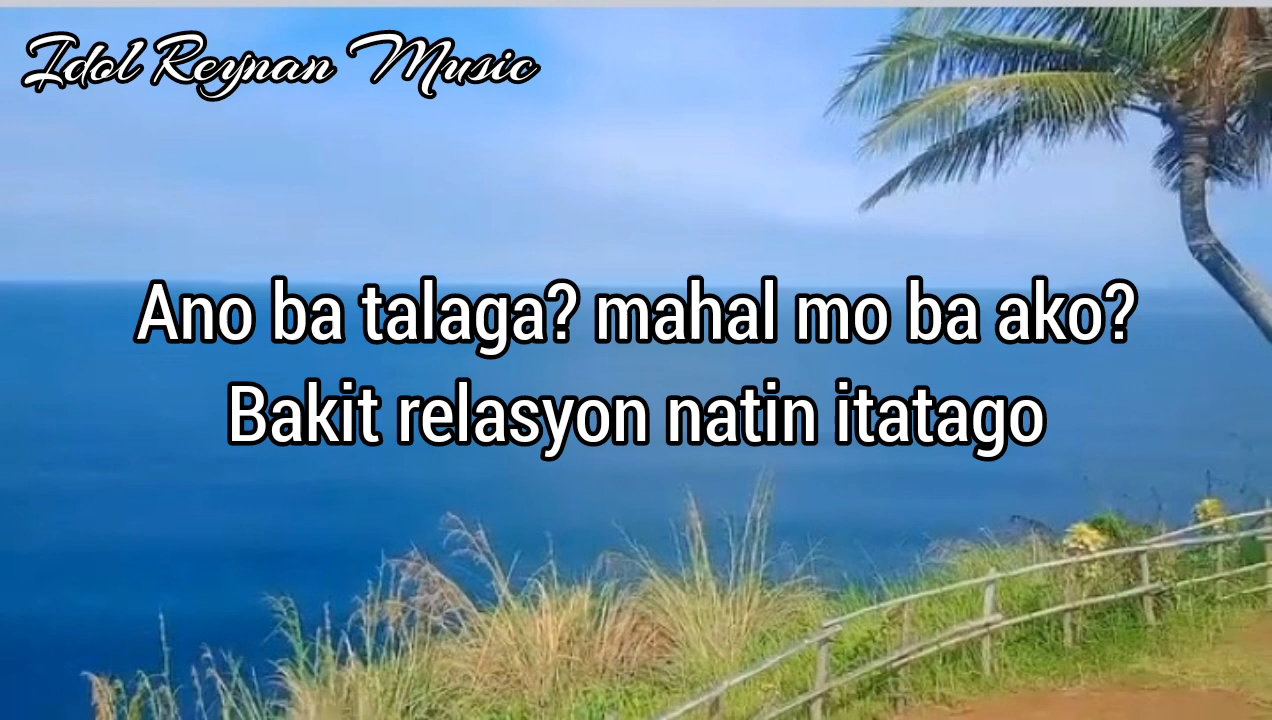 Idol Reynan Music
Ano ba talaga? mahal mo ba ako?
Bakit relasyon natin itatago